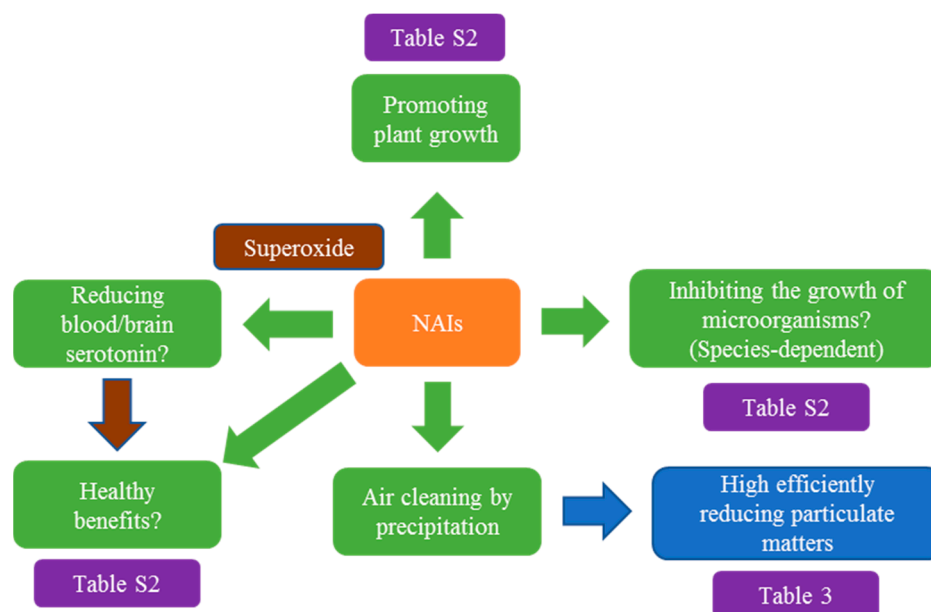 Table S2
Promoting
plant growth
Superoxide
Reducing
blood/brain
serotonin?
NAIs
Inhibiting the growth of
microorganisms?
(Species-dependent)
Table S2
Healthy
benefits?
Air cleaning by
precipitation
High efficiently
reducing particulate
matters
Table S2
Table 3